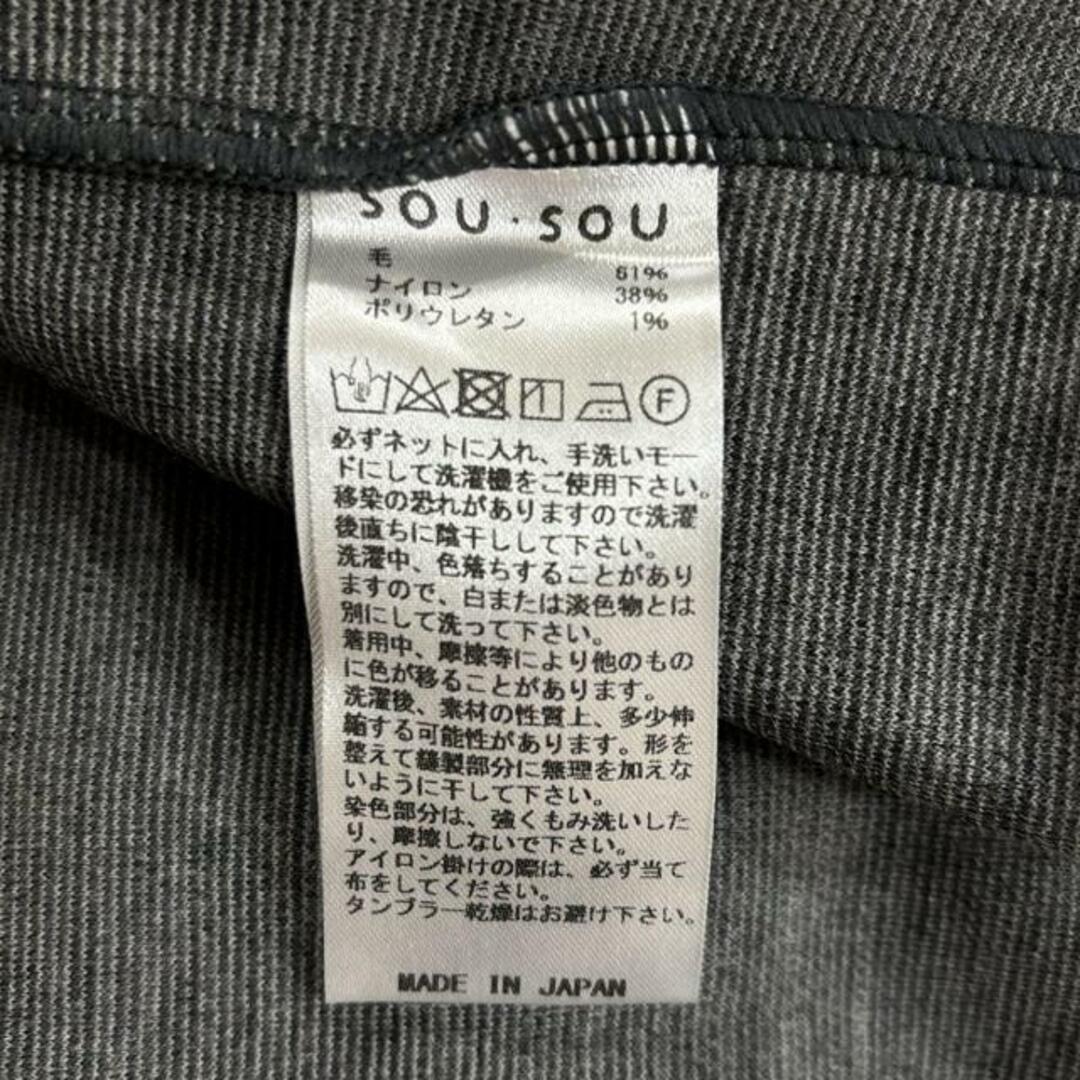 SOU・SOU
毛 61%
ナイロン 38%
ポリウレタン 1%
F
必ずネットに入れ、手洗いモー
ドにして洗濯機をご使用下さい。
移染の恐れがありますので洗濯
後直ちに陰干しして下さい。
洗濯中、色落ちすることがあり
ますので、白または淡色物とは
別にして洗って下さい。
着用中、摩擦等により他のもの
に色が移ることがあります。
洗濯後、素材の性質上、多少伸
縮する可能性があります。形を
整えて縫製部分に無理を加えな
いように干して下さい。
染色部分は、強くもみ洗いした
り、摩擦しないで下さい。
アイロン掛けの際は、必ず当て
布をしてください。
タンブラー乾燥はお避け下さい。
MADE IN JAPAN